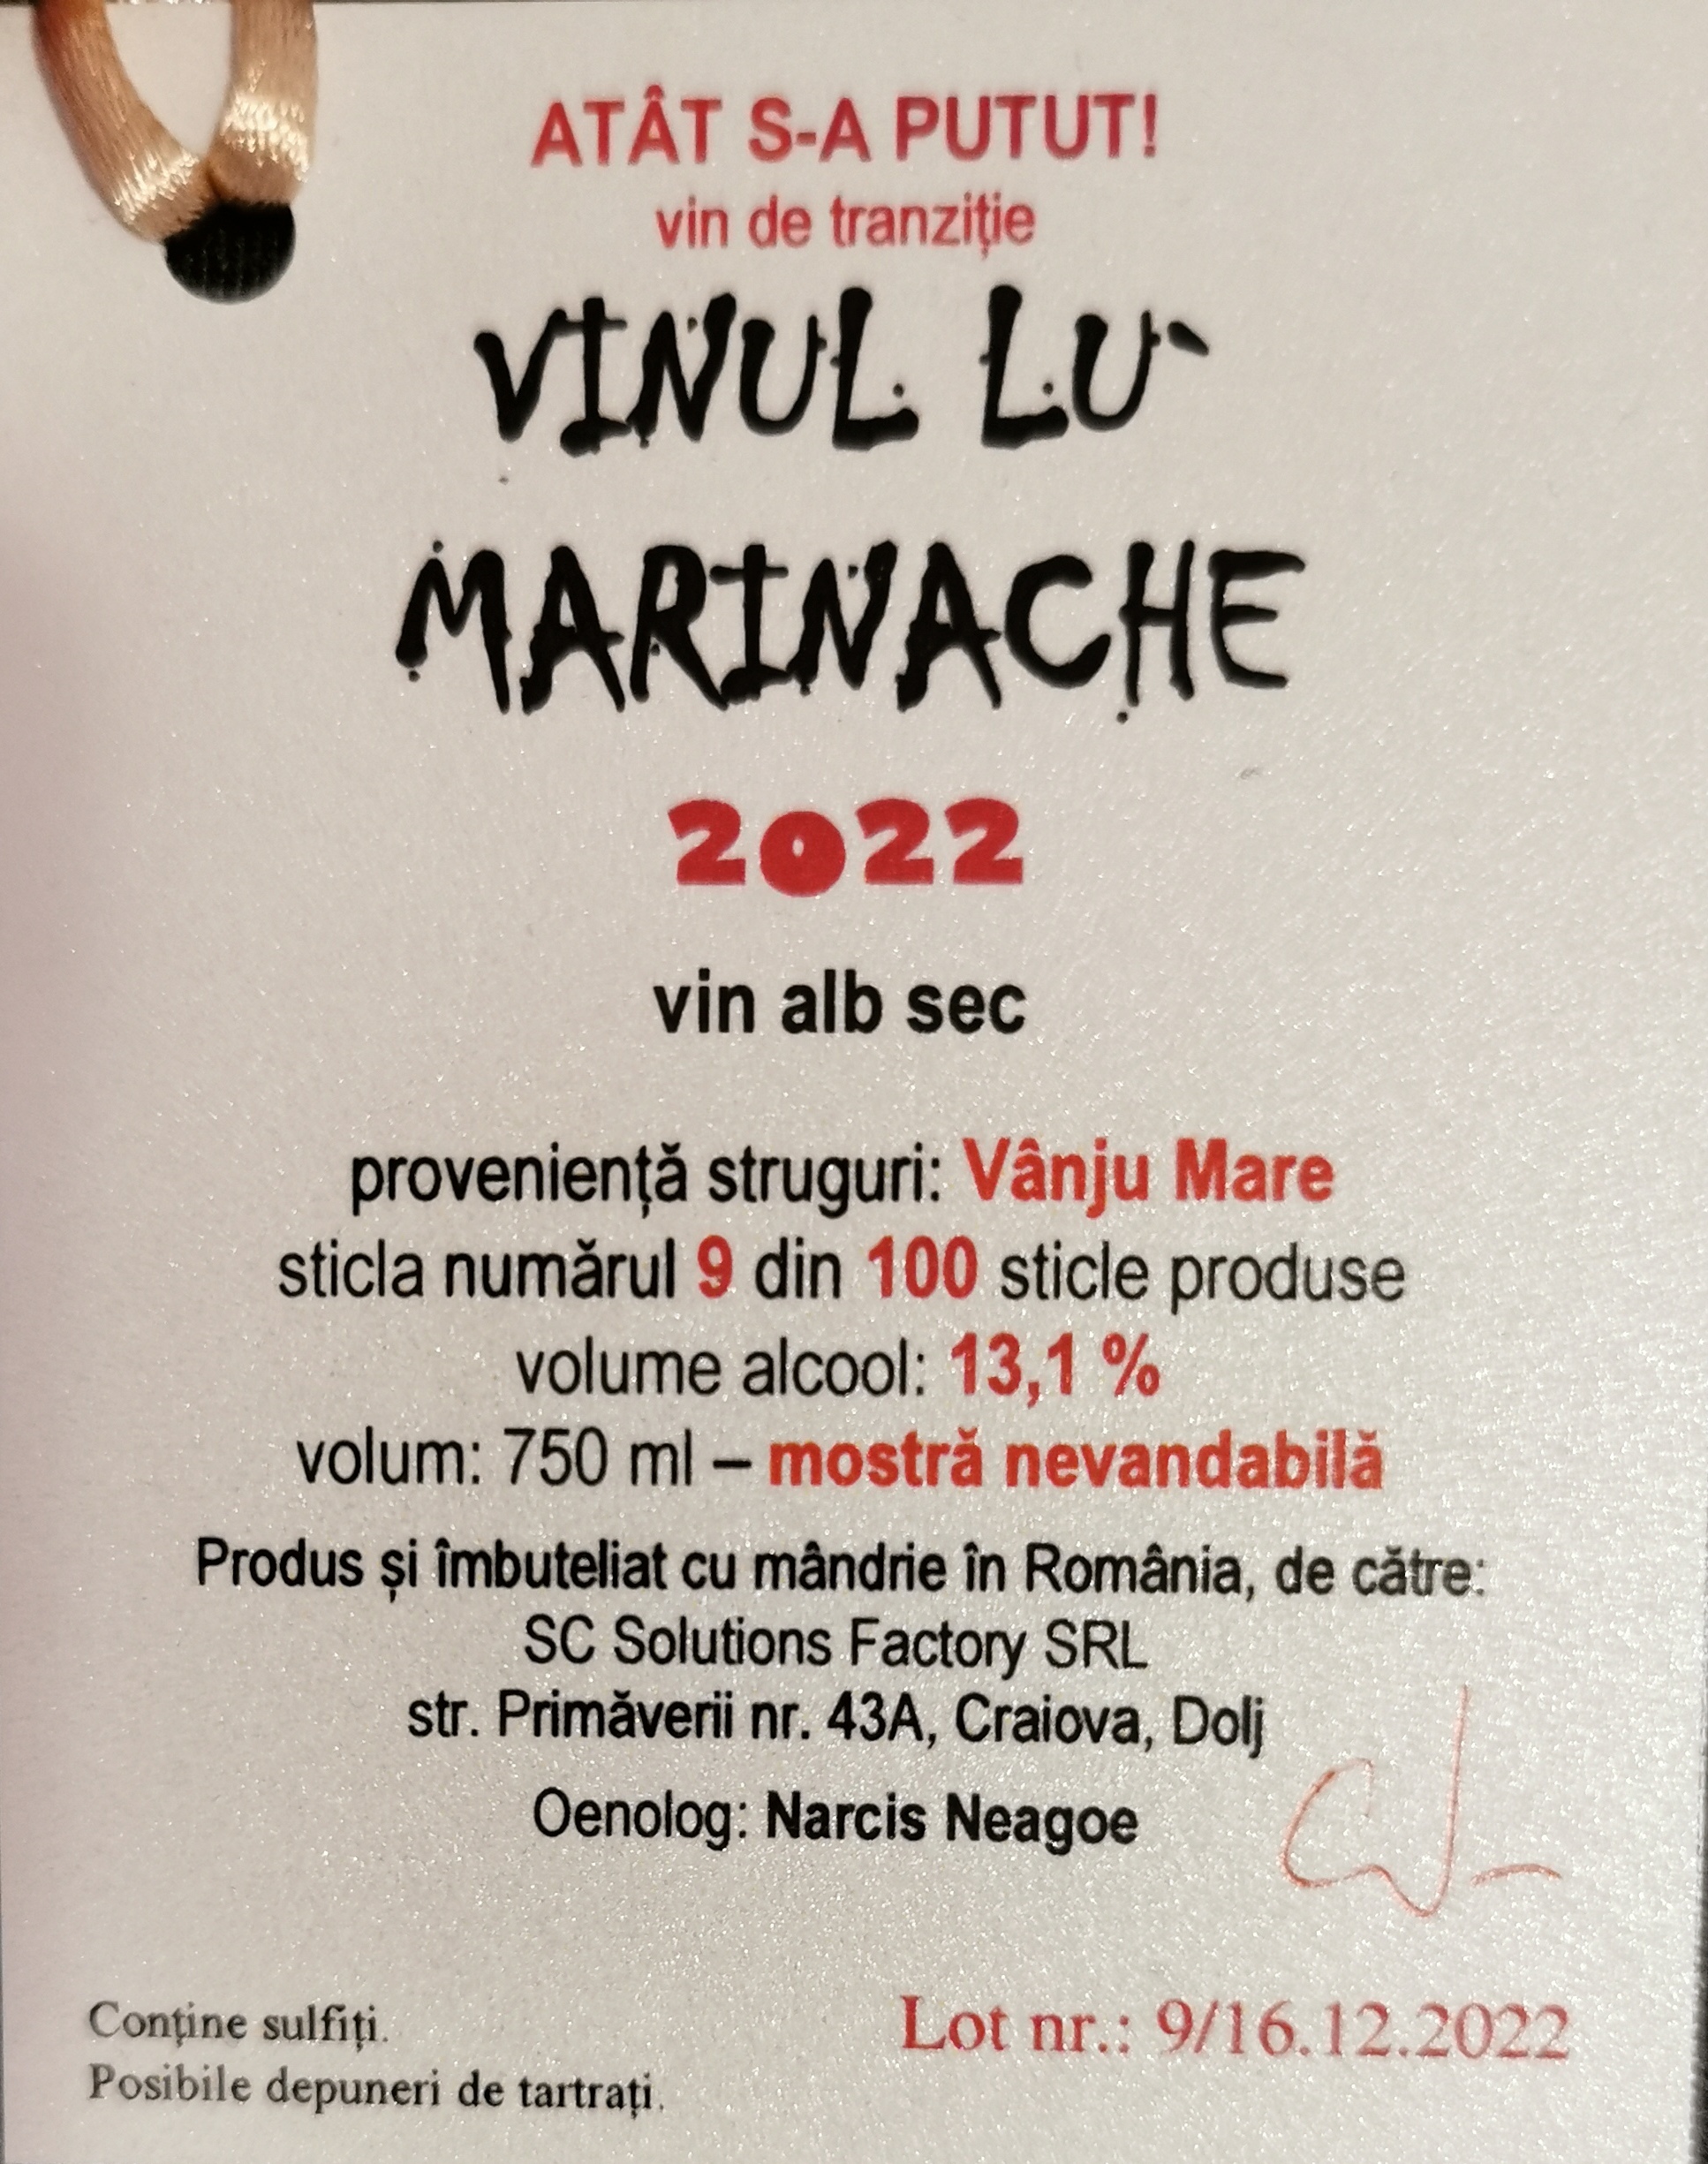 ATÂT S-A PUTUT!
vin de tranziție
VINUL LU`
MARINACHE
2022
vin alb sec
proveniență struguri: Vânju Mare
sticla numărul 9 din 100 sticle produse
volume alcool: 13,1 %
volum: 750 ml – mostră nevandabilă
Produs și îmbuteliat cu mândrie în România, de către:
SC Solutions Factory SRL
str. Primăverii nr. 43A, Craiova, Dolj
Oenolog: Narcis Neagoe
Conține sulfiți.
Posibile depuneri de tartrați.
Lot nr.: 9/16.12.2022